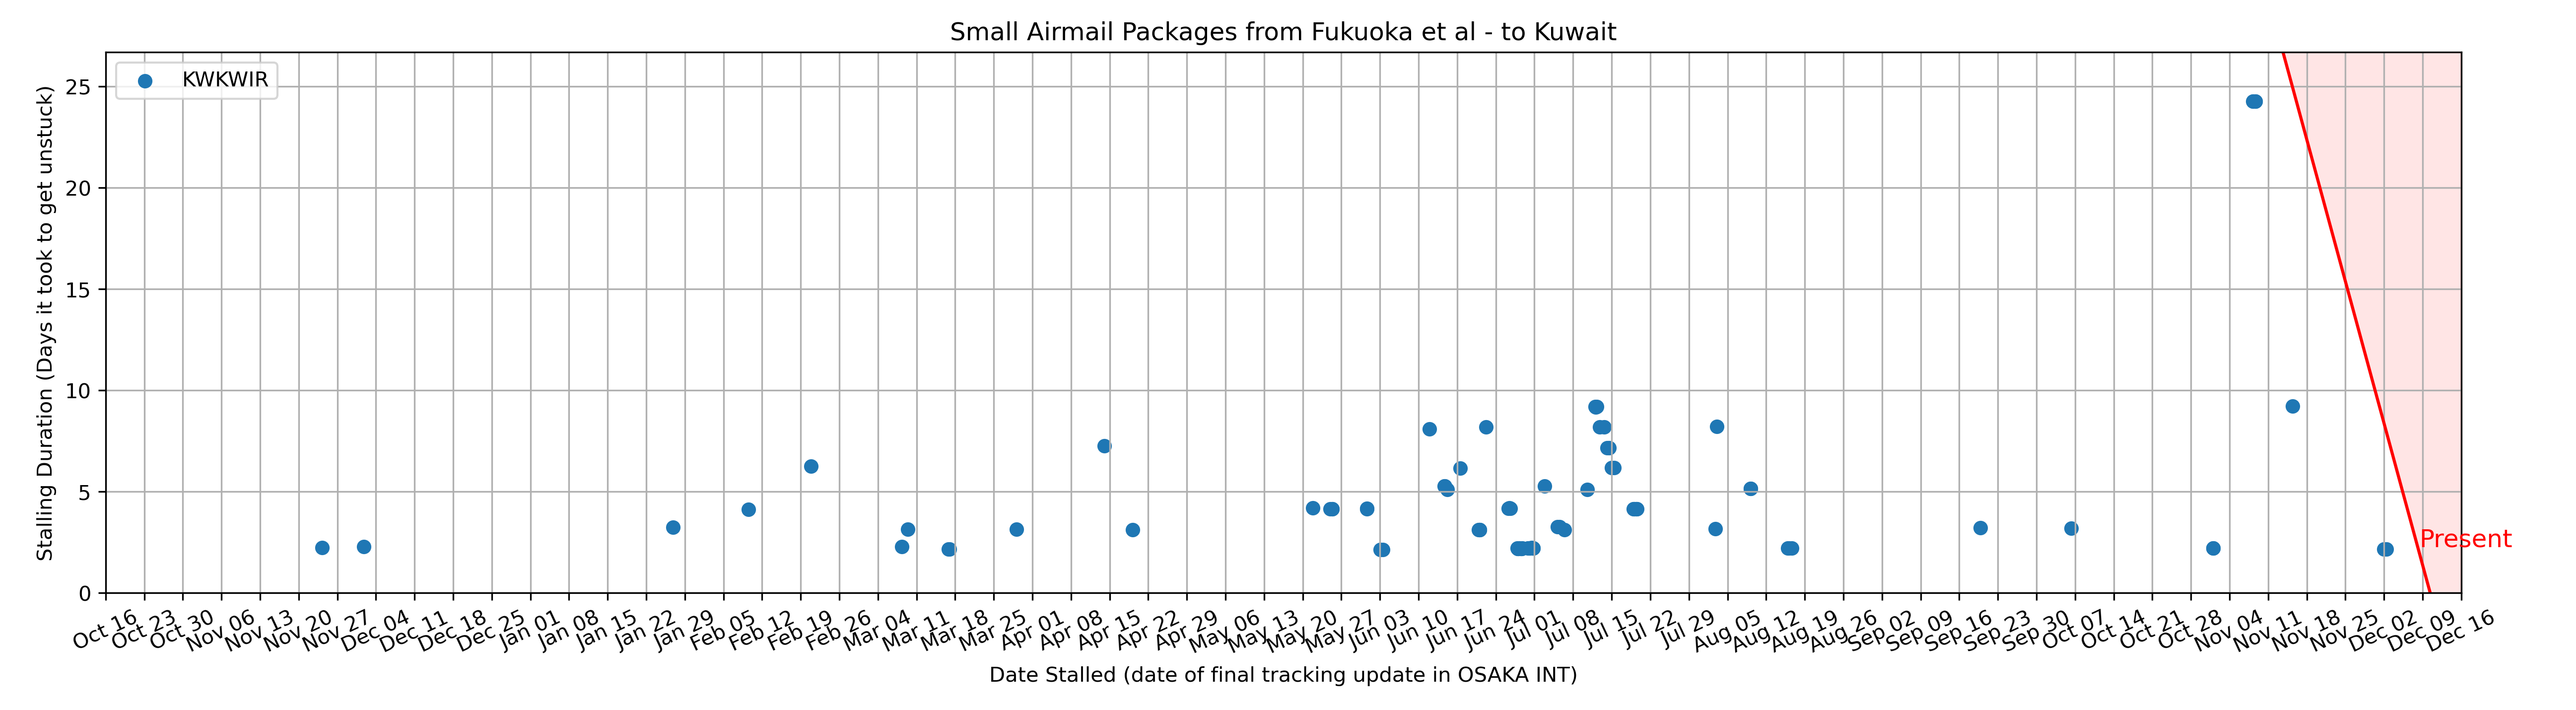 Small Airmail Packages from Fukuoka et al - to Kuwait
KWKWIR
Stalling Duration (Days it took to get unstuck)
25
20
15
10
5
0
Present
Oct 16 Oct 23 Oct 30 Nov 06 Nov 13 Nov 20 Nov 27 Dec 04 Dec 11 Dec 18 Dec 25 Jan 01 Jan 08 Jan 15 Jan 22 Jan 29 Feb 05 Feb 12 Feb 19 Feb 26 Mar 04 Mar 11 Mar 18 Mar 25 Apr 01 Apr 08 Apr 15 Apr 22 Apr 29 May 06 May 13 May 20 May 27 Jun 03 Jun 10 Jun 17 Jun 24 Jul 01 Jul 08 Jul 15 Jul 22 Jul 29 Aug 05 Aug 12 Aug 19 Aug 26 Sep 02 Sep 09 Sep 16 Sep 23 Sep 30 Oct 07 Oct 14 Oct 21 Oct 28 Nov 04 Nov 11 Nov 18 Nov 25 Dec 02 Dec 09 Dec 16
Date Stalled (date of final tracking update in OSAKA INT)